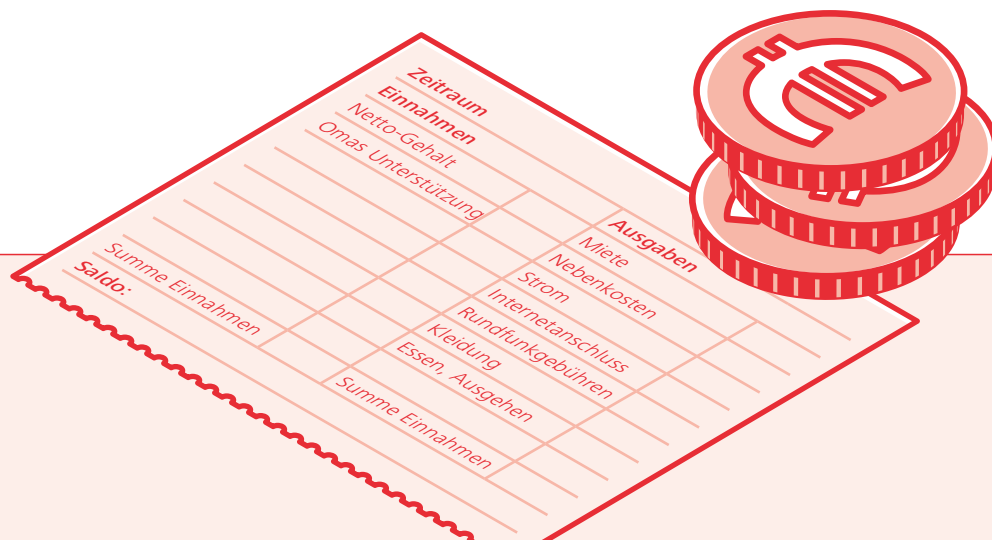 Zeitraum
Einnahmen
Netto-Gehalt
Omas Unterstützung
Summe Einnahmen
Saldo:
Ausgaben
Miete
Nebenkosten
Strom
Internetanschluss
Rundfunkgebühren
Kleidung
Essen, Ausgehen
Summe Einnahmen